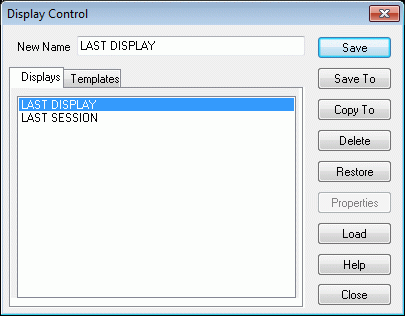 Display Control
New Name LAST DISPLAY
Save
Displays Templates
Save To
LAST DISPLAY
LAST SESSION
Copy To
Delete
Restore
Properties
Load
Help
Close